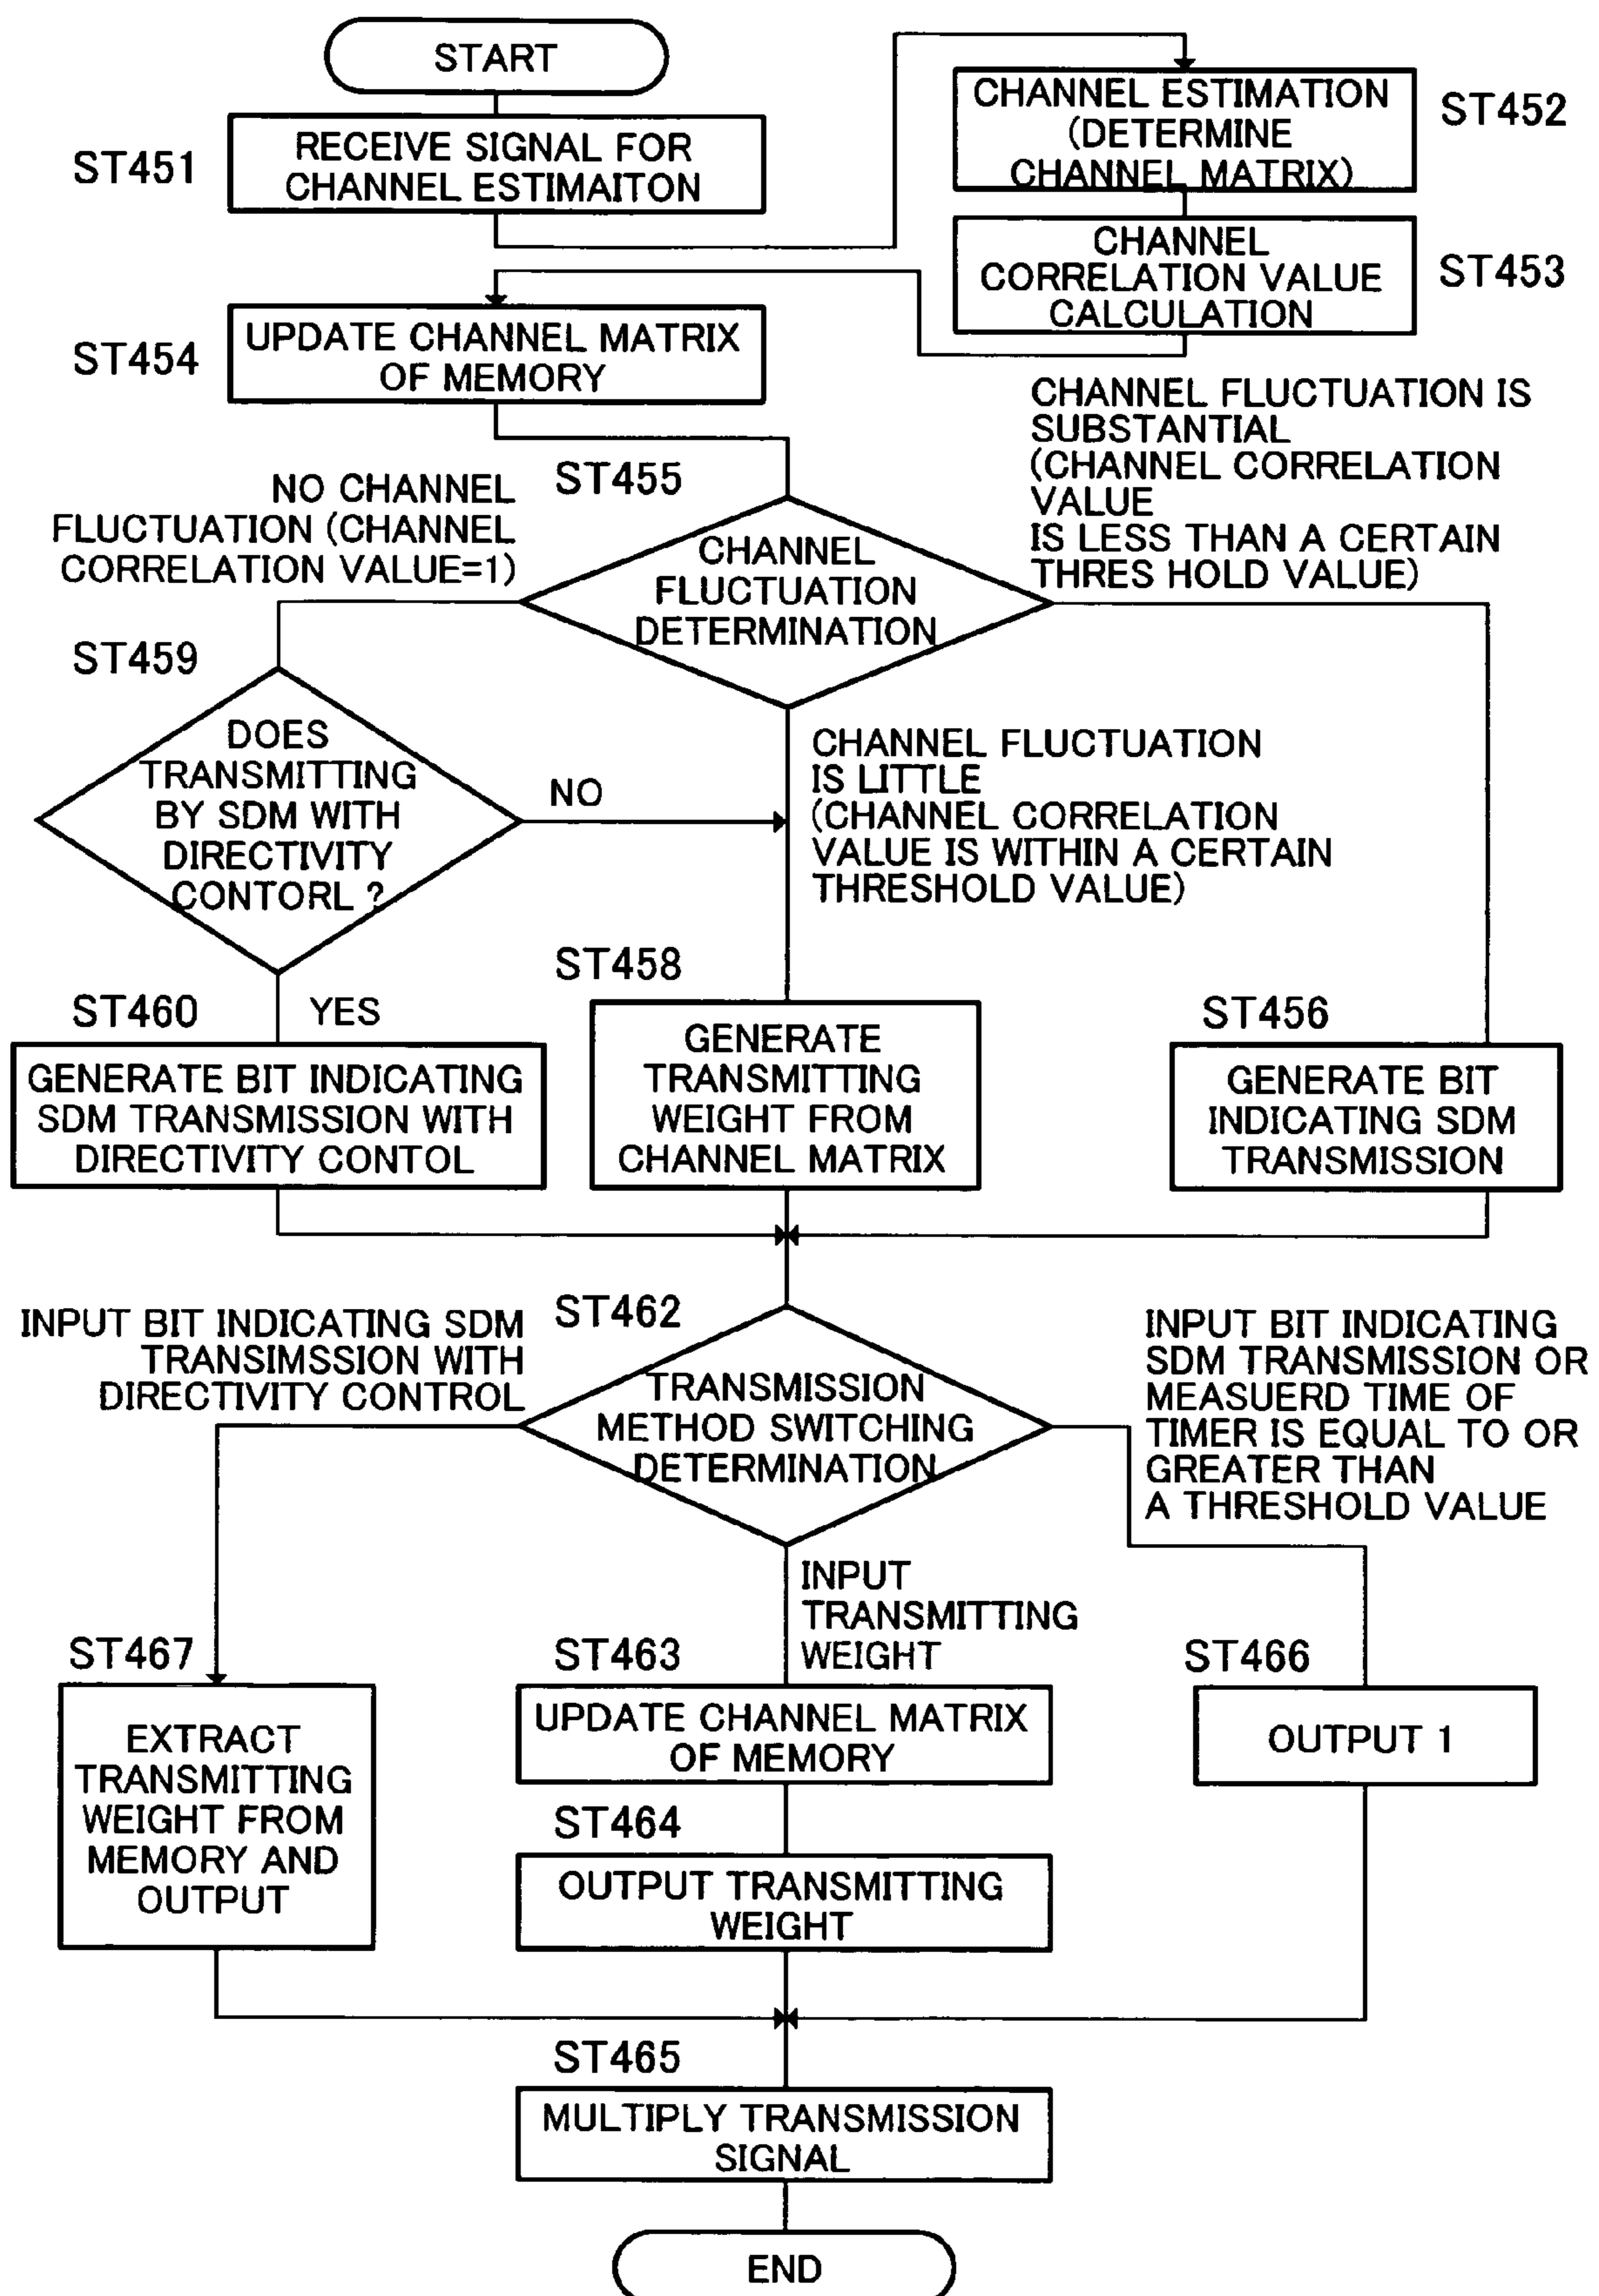 START
ST451
RECEIVE SIGNAL FOR
CHANNEL ESTIMAITON
CHANNEL ESTIMATION
(DETERMINE
CHANNEL MATRIX)
ST452
CHANNEL
CORRELATION VALUE
CALCULATION
ST453
ST454
UPDATE CHANNEL MATRIX
OF MEMORY
ST455
NO CHANNEL
FLUCTUATION (CHANNEL
CORRELATION VALUE=1)
CHANNEL
FLUCTUATION
DETERMINATION
CHANNEL FLUCTUATION IS
SUBSTANTIAL
(CHANNEL CORRELATION
VALUE
IS LESS THAN A CERTAIN
THRES HOLD VALUE)
ST459
DOES
TRANSMITTING
BY SDM WITH
DIRECTIVITY
CONTORL ?
NO
CHANNEL FLUCTUATION
IS LITTLE
(CHANNEL CORRELATION
VALUE IS WITHIN A CERTAIN
THRESHOLD VALUE)
ST460
YES
GENERATE BIT INDICATING
SDM TRANSMISSION WITH
DIRECTIVITY CONTOL
ST458
GENERATE
TRANSMITTING
WEIGHT FROM
CHANNEL MATRIX
ST456
GENERATE BIT
INDICATING SDM
TRANSMISSION
INPUT BIT INDICATING SDM
TRANSIMSSION WITH
DIRECTIVITY CONTROL
ST462
TRANSMISSION
METHOD SWITCHING
DETERMINATION
INPUT BIT INDICATING
SDM TRANSMISSION OR
MEASUERD TIME OF
TIMER IS EQUAL TO OR
GREATER THAN
A THRESHOLD VALUE
INPUT
TRANSMITTING
WEIGHT
ST467
EXTRACT
TRANSMITTING
WEIGHT FROM
MEMORY AND
OUTPUT
ST463
UPDATE CHANNEL MATRIX
OF MEMORY
ST464
OUTPUT TRANSMITTING
WEIGHT
ST466
OUTPUT 1
ST465
MULTIPLY TRANSMISSION
SIGNAL
END